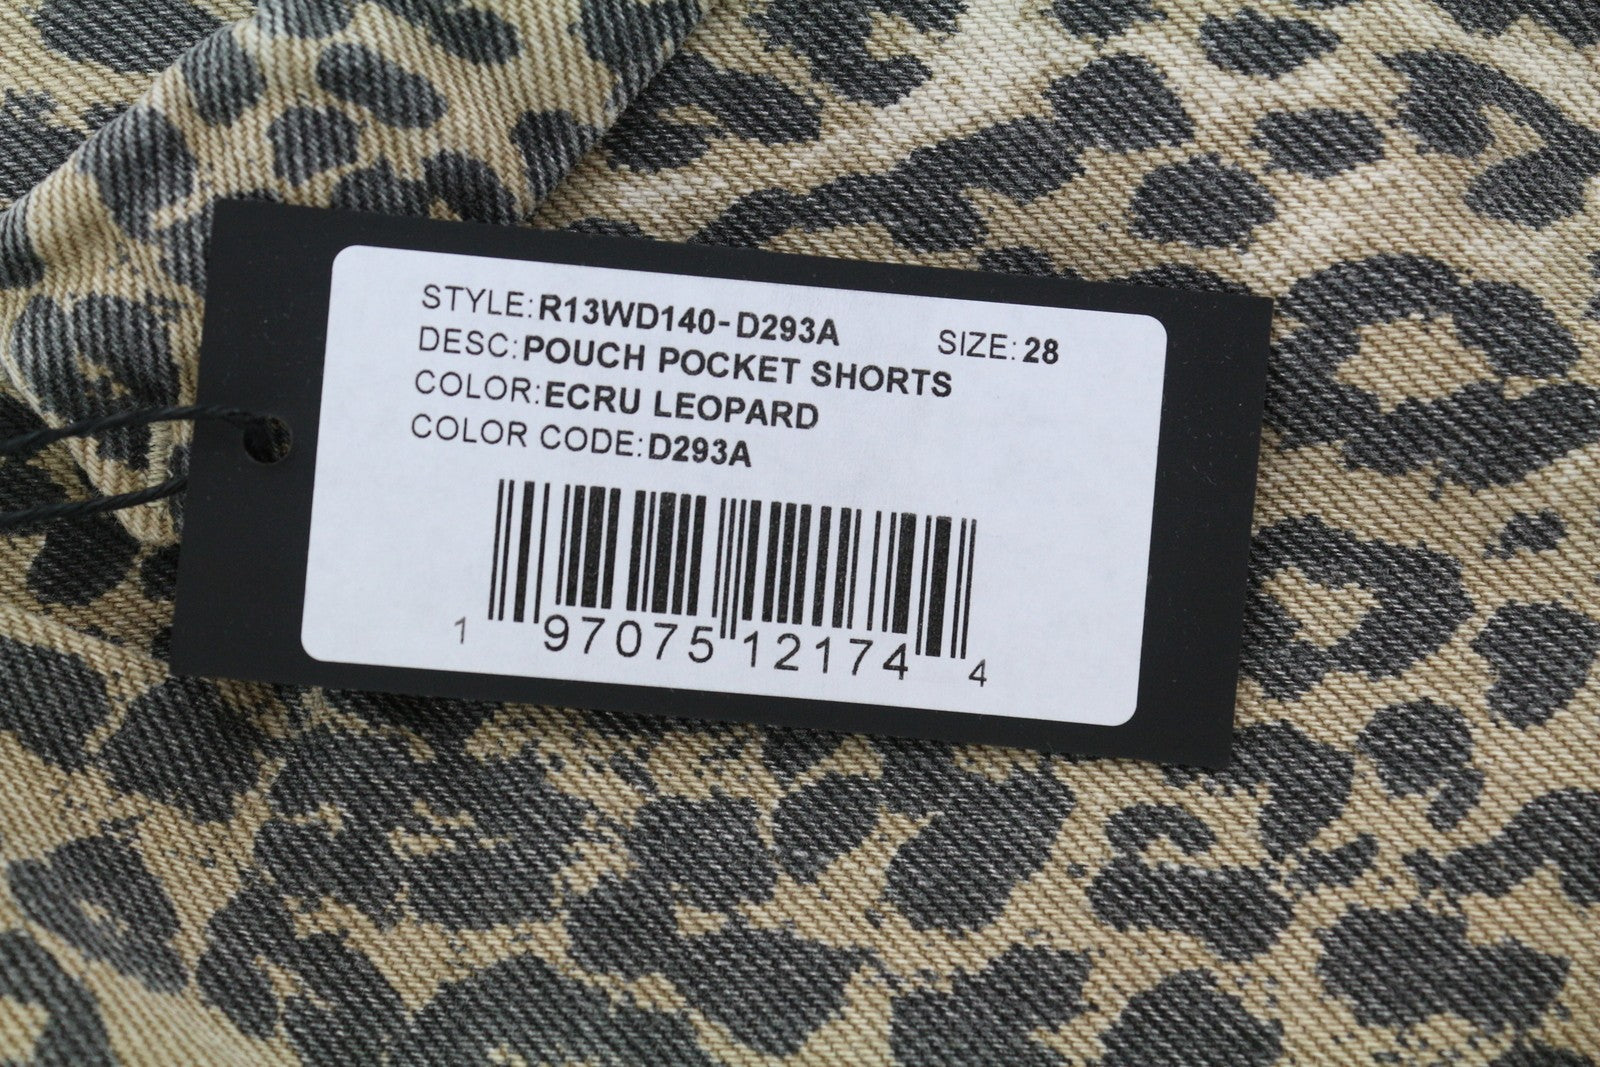 STYLE: R13WD140-D293A SIZE: 28
DESC: POUCH POCKET SHORTS
COLOR: ECRU LEOPARD
COLOR CODE: D293A
1 97075 12174 4